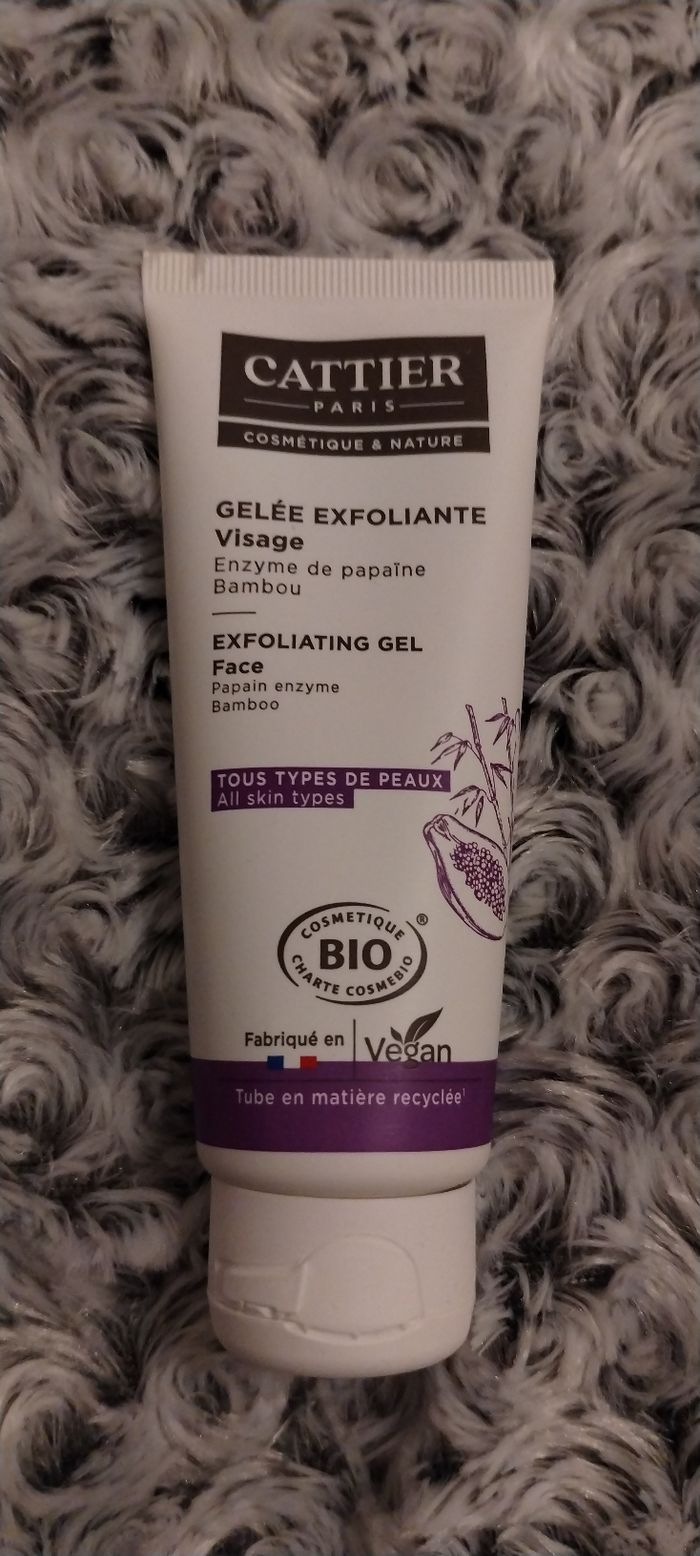 CATTIER
PARIS
COSMÉTIQUE & NATURE
GELÉE EXFOLIANTE
Visage
Enzyme de papaïne
Bambou
EXFOLIATING GEL
Face
Papain enzyme
Bamboo
TOUS TYPES DE PEAUX
All skin types
COSMETIQUE ®
BIO
CHARTE COSMEBIO
Fabriqué en
Vegan
Tube en matière recyclée¹